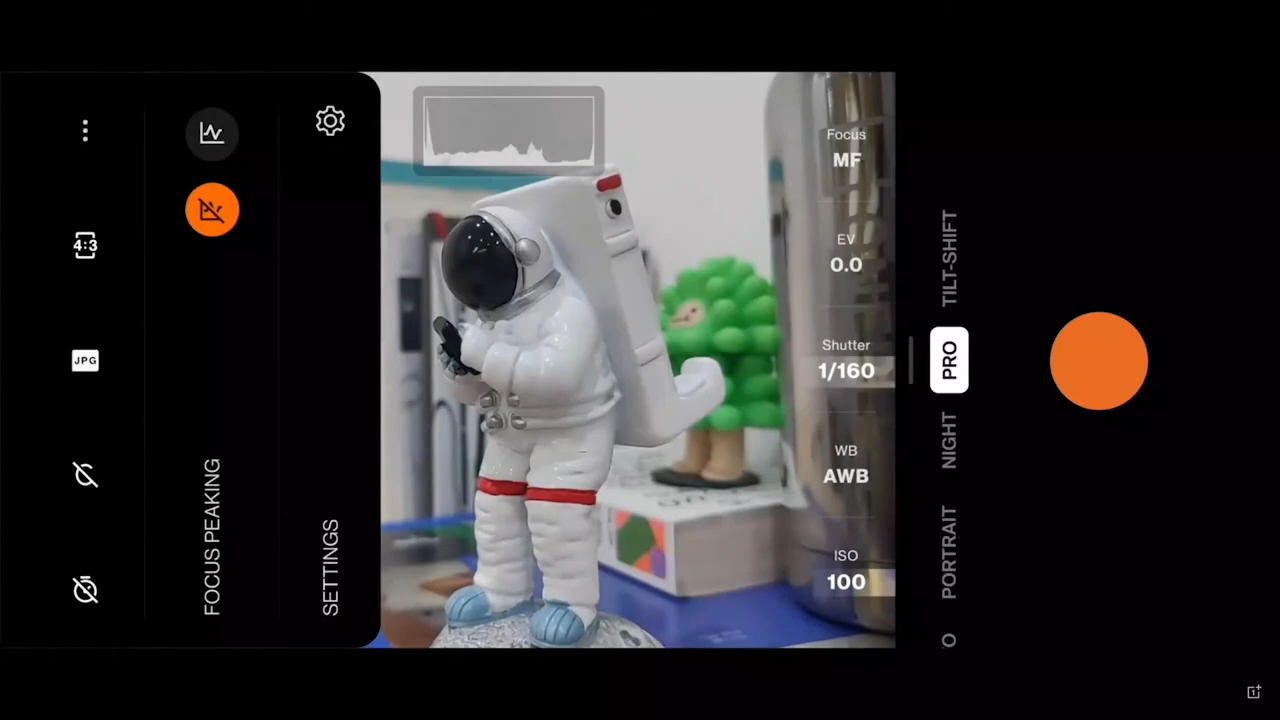 4:3
JPG
FOCUS PEAKING
SETTINGS
Focus
MF
EV
0.0
Shutter
1/160
WB
AWB
ISO
100
TILT-SHIFT
PRO
NIGHT
PORTRAIT
O